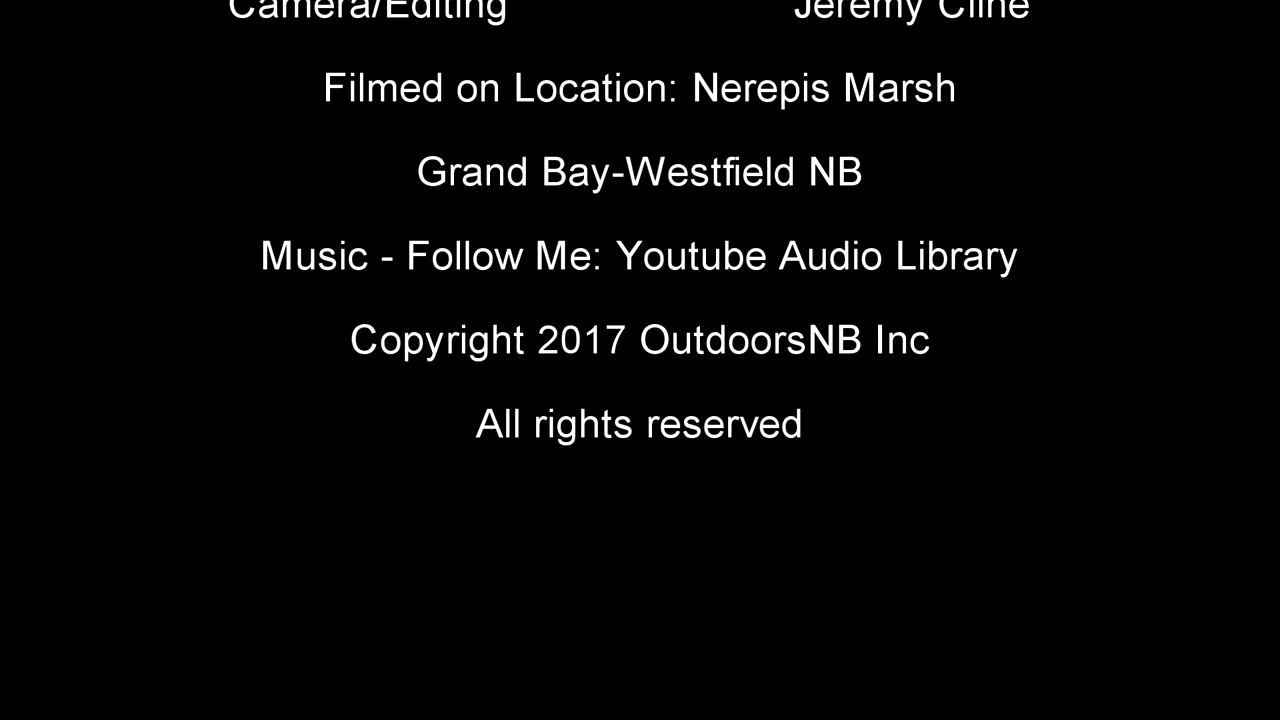 Camera/Editing Jeremy Cline
Filmed on Location: Nerepis Marsh
Grand Bay-Westfield NB
Music - Follow Me: Youtube Audio Library
Copyright 2017 OutdoorsNB Inc
All rights reserved